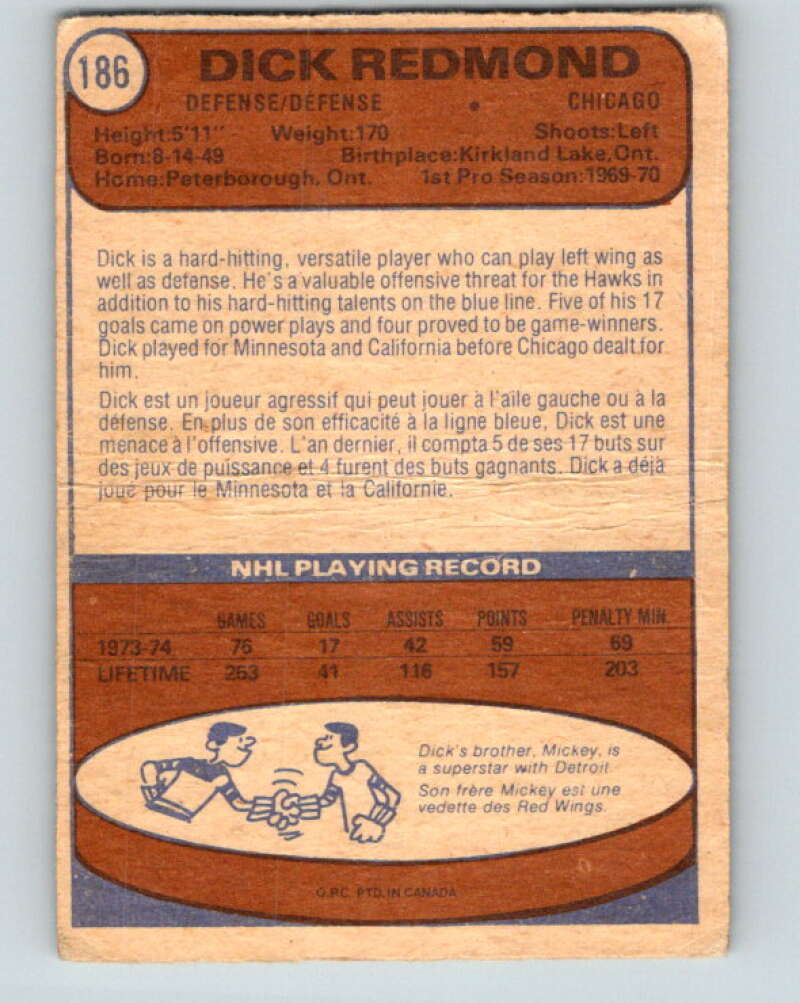 186
DICK REDMOND
DEFENSE/DÉFENSE • CHICAGO
Height:5'11" Weight:170 Shoots:Left
Born:8-14-49 Birthplace:Kirkland Lake,Ont.
Home:Peterborough, Ont. 1st Pro Season:1969-70
Dick is a hard-hitting, versatile player who can play left wing as
well as defense. He's a valuable offensive threat for the Hawks in
addition to his hard-hitting talents on the blue line. Five of his 17
goals came on power plays and four proved to be game-winners.
Dick played for Minnesota and California before Chicago dealt for
him.
Dick est un joueur agressif qui peut jouer à l'aile gauche ou à la
défense. En plus de son efficacité à la ligne bleue, Dick est une
menace à l'offensive. L'an dernier, il compta 5 de ses 17 buts sur
des jeux de puissance et 4 furent des buts gagnants. Dick a déjà
joué pour le Minnesota et la Californie.
NHL PLAYING RECORD
GAMES GOALS ASSISTS POINTS PENALTY MIN.
1973-74 76 17 42 59 69
LIFETIME 253 41 116 157 203
Dick's brother, Mickey, is
a superstar with Detroit.
Son frère Mickey est une
vedette des Red Wings.
O.P.C. PTD. IN CANADA